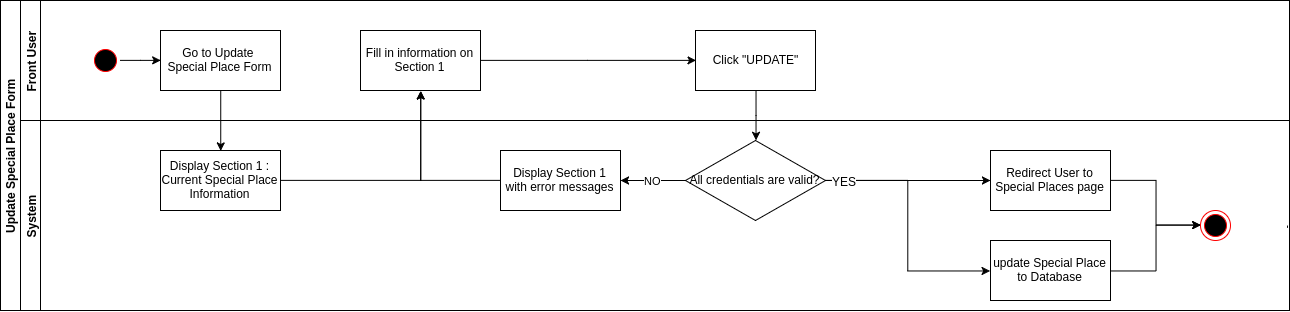 Update Special Place Form
Front User
Go to Update
Special Place Form
Fill in information on
Section 1
Click "UPDATE"
System
Display Section 1 :
Current Special Place
Information
Display Section 1
with error messages
NO
All credentials are valid?
YES
Redirect User to
Special Places page
update Special Place
to Database